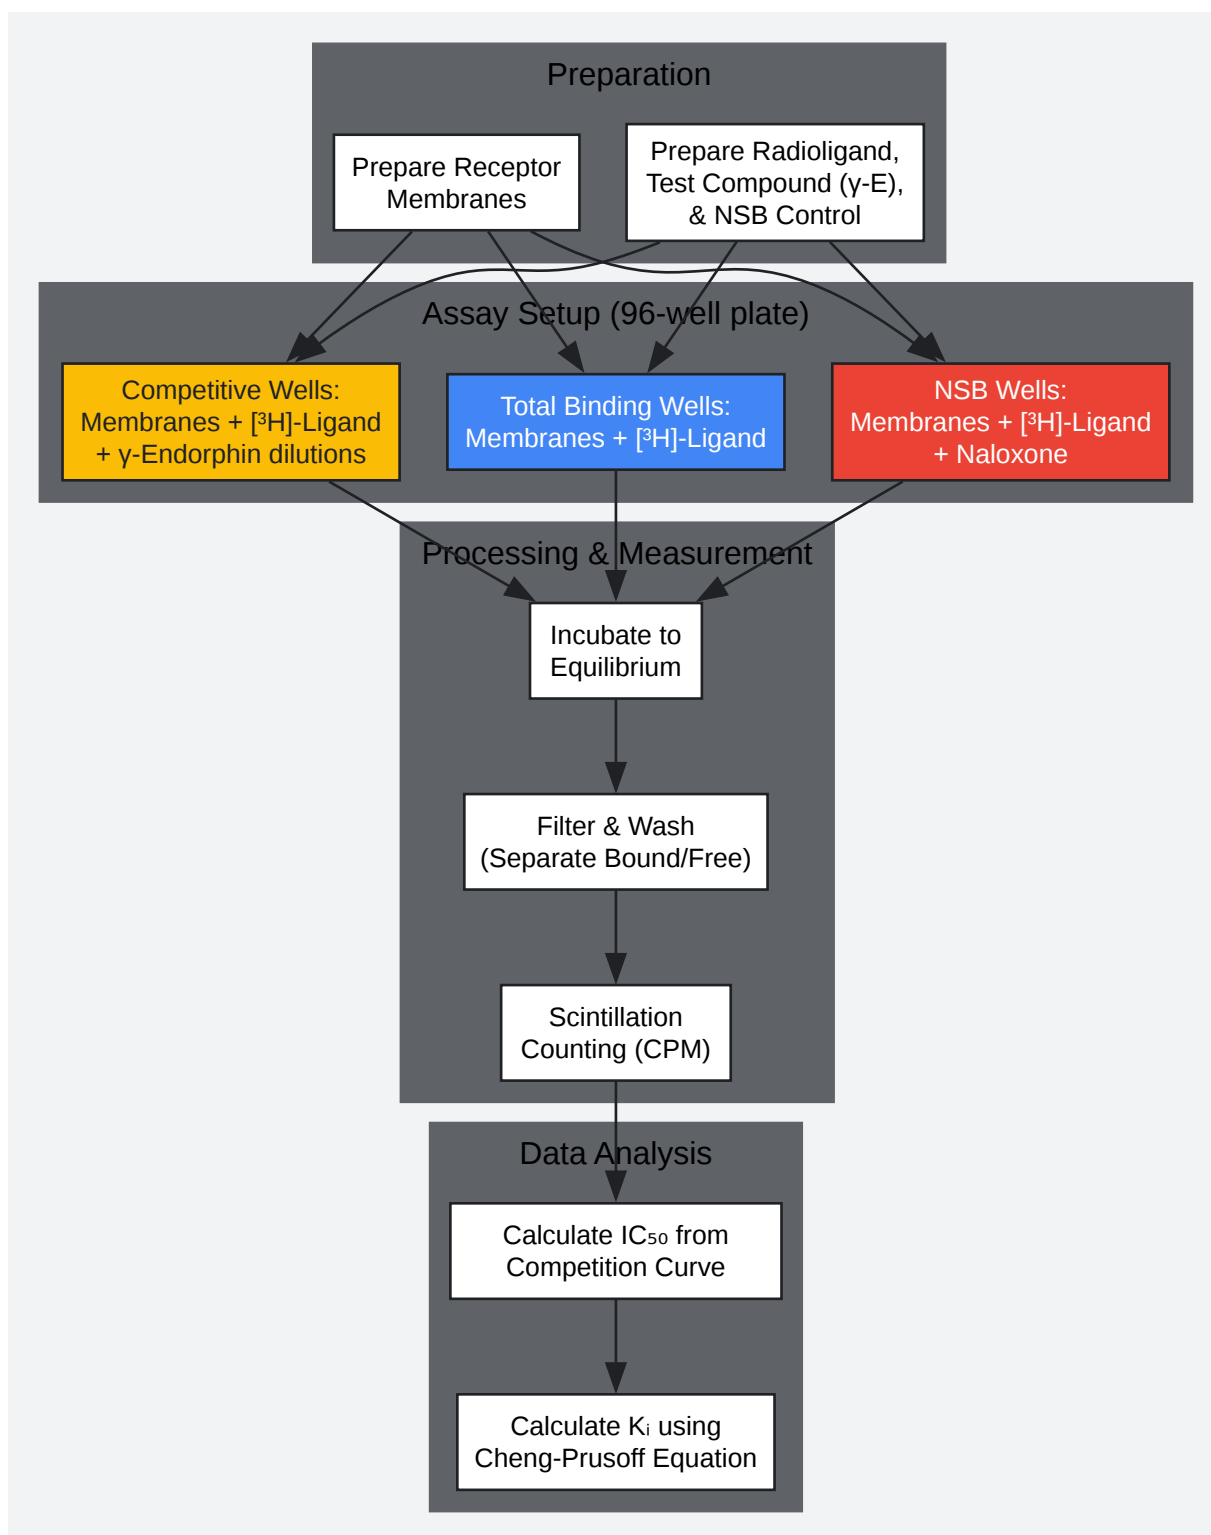 Preparation
Prepare Receptor
Membranes
Prepare Radioligand,
Test Compound (γ-E),
& NSB Control
Assay Setup (96-well plate)
Competitive Wells:
Membranes + [³H]-Ligand
+ γ-Endorphin dilutions
Total Binding Wells:
Membranes + [³H]-Ligand
NSB Wells:
Membranes + [³H]-Ligand
+ Naloxone
Processing & Measurement
Incubate to
Equilibrium
Filter & Wash
(Separate Bound/Free)
Scintillation
Counting (CPM)
Data Analysis
Calculate IC₅₀ from
Competition Curve
Calculate Kᵢ using
Cheng-Prusoff Equation